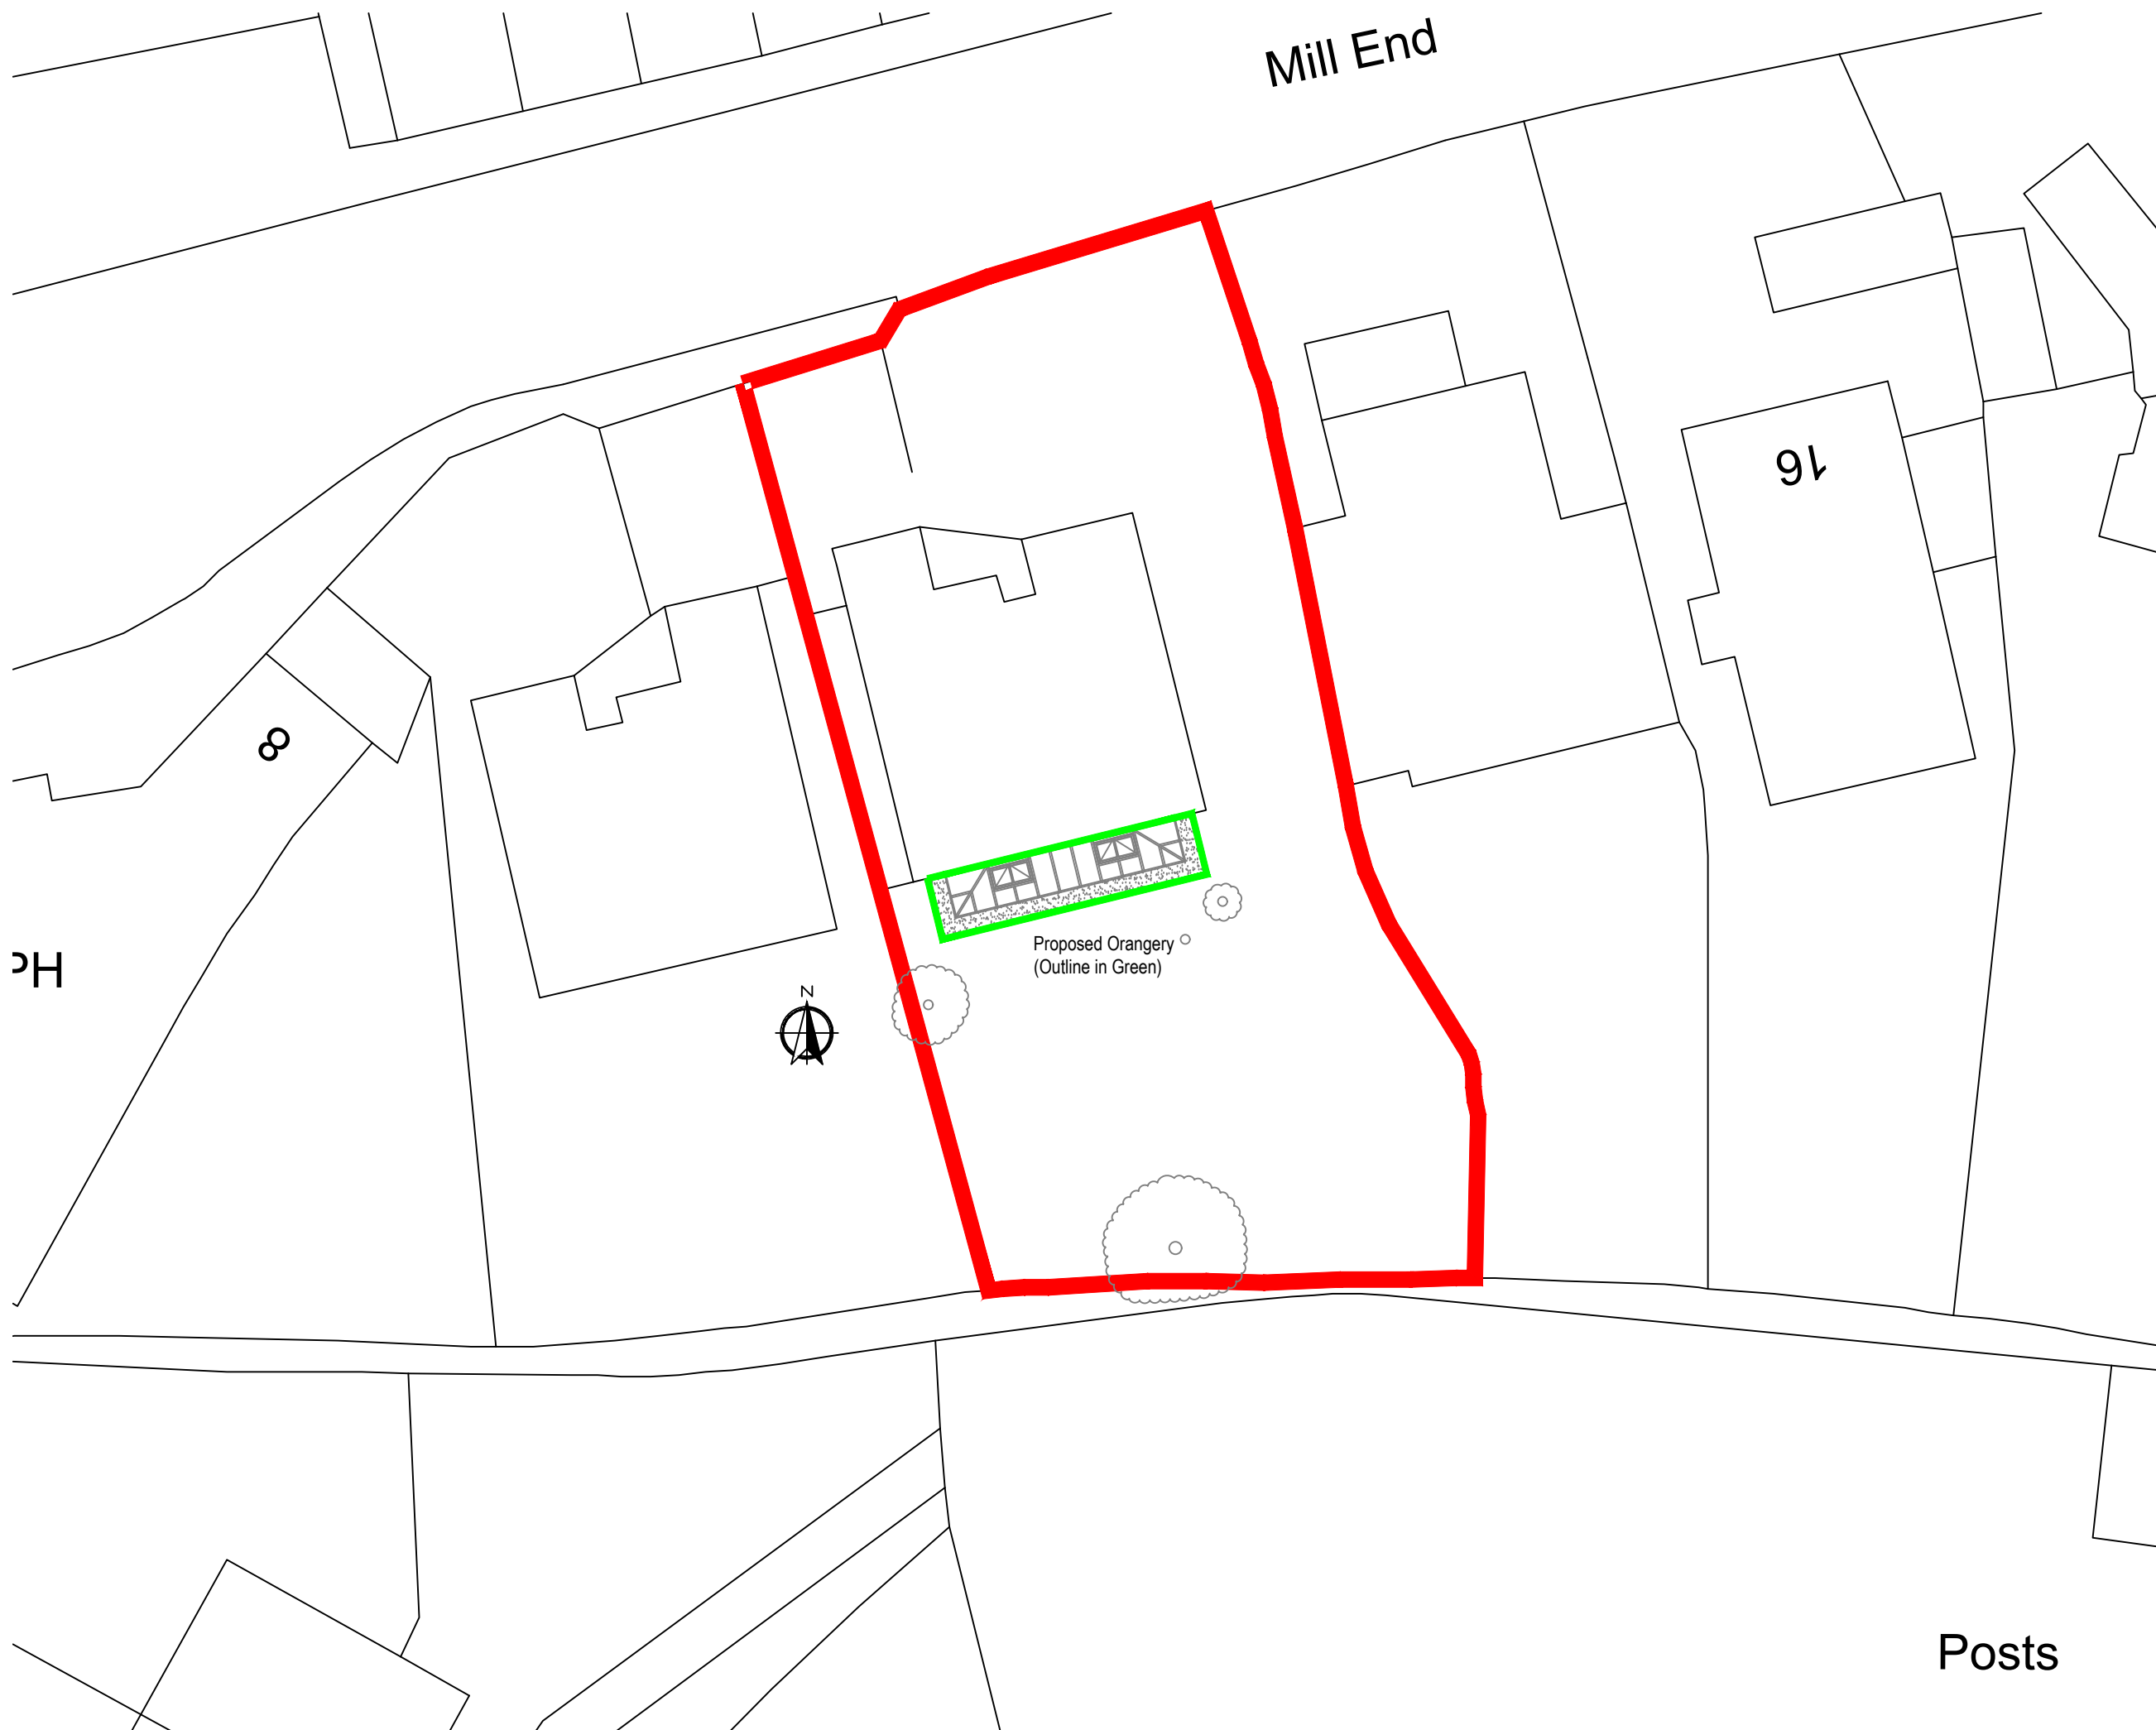 Mill End
16
8
PH
N
Proposed Orangery
(Outline in Green)
Posts